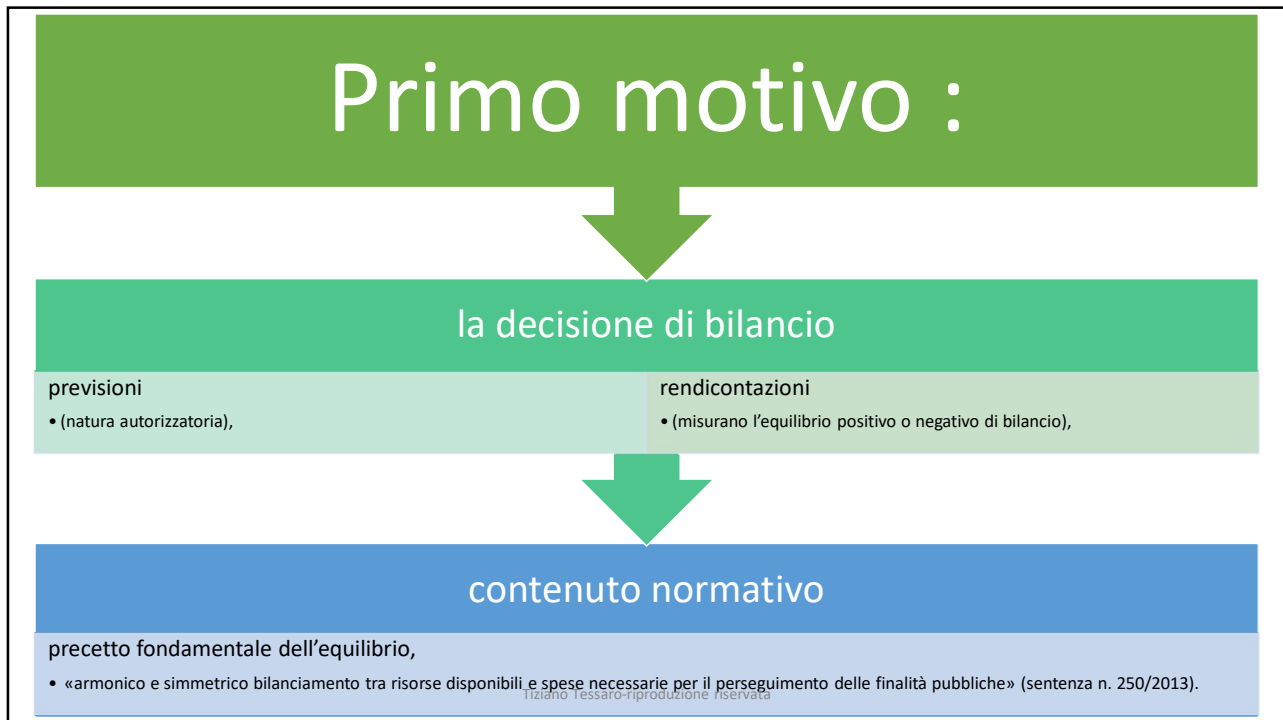 Primo motivo :
la decisione di bilancio
previsioni
• (natura autorizzatoria),
rendicontazioni
• (misurano l'equilibrio positivo o negativo di bilancio),
contenuto normativo
precetto fondamentale dell'equilibrio,
• «armonico e simmetrico bilanciamento tra risorse disponibili e spese necessarie per il perseguimento delle finalità pubbliche» (sentenza n. 250/2013).
Tiziano Tessaro-riproduzione riservata